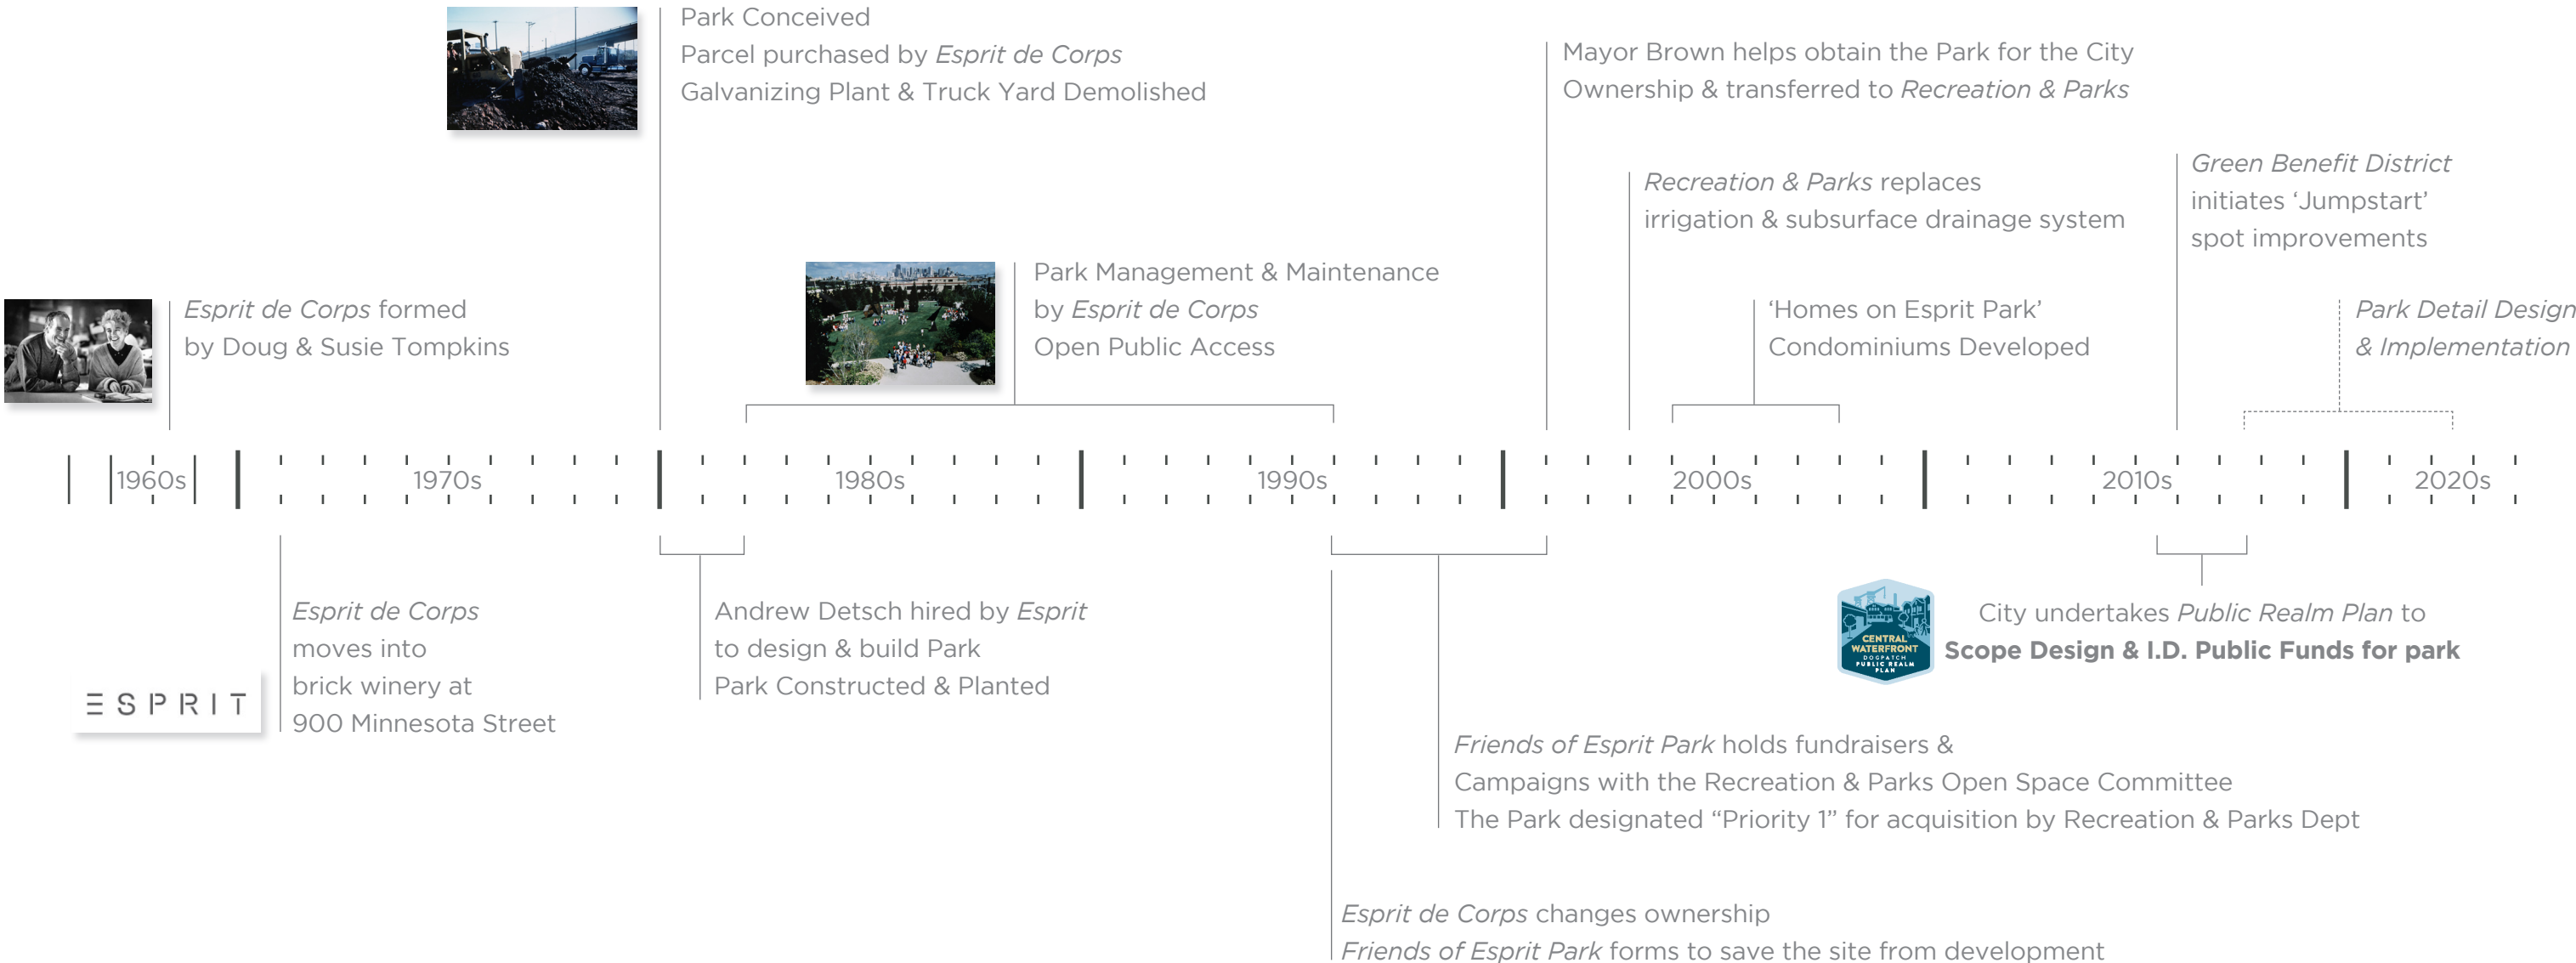 Park Conceived
Parcel purchased by Esprit de Corps
Galvanizing Plant & Truck Yard Demolished
Mayor Brown helps obtain the Park for the City
Ownership & transferred to Recreation & Parks
Recreation & Parks replaces
irrigation & subsurface drainage system
Green Benefit District
initiates ‘Jumpstart’
spot improvements
Esprit de Corps formed
by Doug & Susie Tompkins
Park Management & Maintenance
by Esprit de Corps
Open Public Access
‘Homes on Esprit Park’
Condominiums Developed
Park Detail Design
& Implementation
1960s
1970s
1980s
1990s
2000s
2010s
2020s
ESPRIT
Esprit de Corps
moves into
brick winery at
900 Minnesota Street
Andrew Detsch hired by Esprit
to design & build Park
Park Constructed & Planted
CENTRAL
WATERFRONT
DOGPATCH
PUBLIC REALM
PLAN
City undertakes Public Realm Plan to
Scope Design & I.D. Public Funds for park
Friends of Esprit Park holds fundraisers &
Campaigns with the Recreation & Parks Open Space Committee
The Park designated “Priority 1” for acquisition by Recreation & Parks Dept
Esprit de Corps changes ownership
Friends of Esprit Park forms to save the site from development